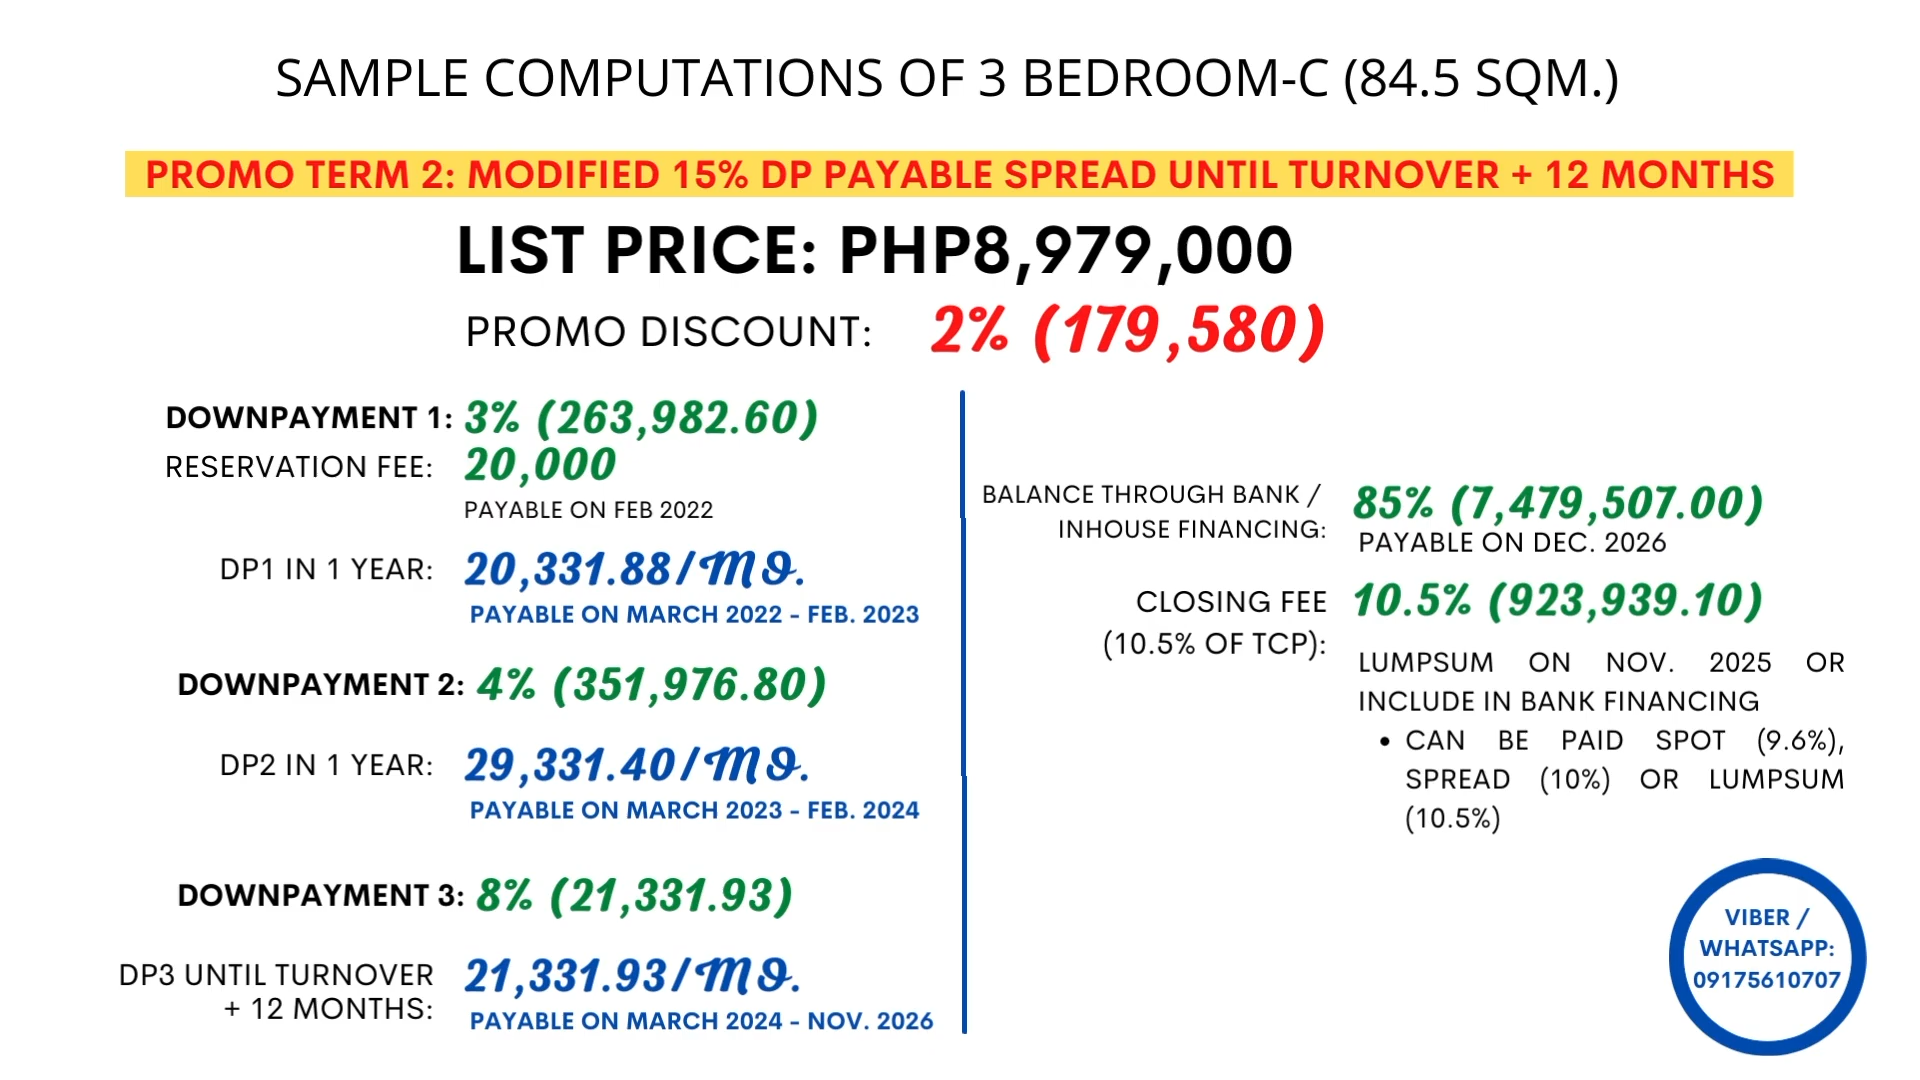 SAMPLE COMPUTATIONS OF 3 BEDROOM-C (84.5 SQM.)
PROMO TERM 2: MODIFIED 15% DP PAYABLE SPREAD UNTIL TURNOVER + 12 MONTHS
LIST PRICE: PHP8,979,000
PROMO DISCOUNT: 2% (179,580)
DOWNPAYMENT 1: 3% (263,982.60)
RESERVATION FEE: 20,000
PAYABLE ON FEB 2022
DP1 IN 1 YEAR: 20,331.88/MO.
PAYABLE ON MARCH 2022 - FEB. 2023
DOWNPAYMENT 2: 4% (351,976.80)
DP2 IN 1 YEAR: 29,331.40/MO.
PAYABLE ON MARCH 2023 - FEB. 2024
DOWNPAYMENT 3: 8% (21,331.93)
DP3 UNTIL TURNOVER
+ 12 MONTHS:
21,331.93/MO.
PAYABLE ON MARCH 2024 - NOV. 2026
BALANCE THROUGH BANK /
INHOUSE FINANCING:
85% (7,479,507.00)
PAYABLE ON DEC. 2026
CLOSING FEE
(10.5% OF TCP):
10.5% (923,939.10)
LUMPSUM ON NOV. 2025 OR
INCLUDE IN BANK FINANCING
• CAN BE PAID SPOT (9.6%),
SPREAD (10%) OR LUMPSUM
(10.5%)
VIBER /
WHATSAPP:
09175610707